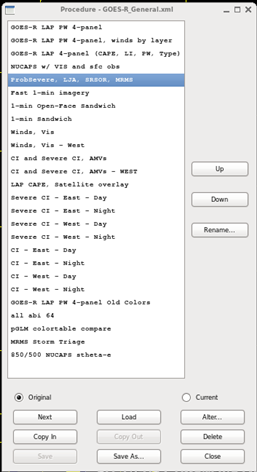 Procedure - GOES-R_General.xml
GOES-R LAP PW 4-panel
GOES-R LAP PW 4-panel, winds by layer
GOES-R LAP 4-panel (CAPE, LI, PW, Type)
NUCAPS w/ VIS and sfc obs
ProbSevere, LJA, SRSOR, MRMS
Fast 1-min imagery
1-min Open-Face Sandwich
1-min Sandwich
Winds, Vis
Winds, Vis - West
CI and Severe CI, AMVs
CI and Severe CI, AMVs - WEST
LAP CAPE, Satellite overlay
Severe CI - East - Day
Severe CI - East - Night
Severe CI - West - Day
Severe CI - West - Night
CI - East - Day
CI - East - Night
CI - West - Day
CI - West - Night
GOES-R LAP PW 4-panel Old Colors
all abi 64
pGLM colortable compare
MRMS Storm Triage
850/500 NUCAPS stheta-e
Up
Down
Rename...
Original
Current
Next
Load
Alter...
Copy In
Copy Out
Delete
Save
Save As...
Close